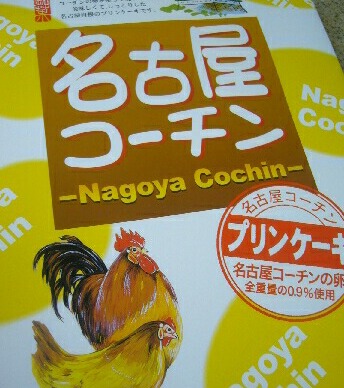 名古屋
コーチン
-Nagoya Cochin-
名古屋コーチン
プリンケーキ
名古屋コーチンの卵
全重量の0.9%使用
Nagoya
Cochin
Nagoya